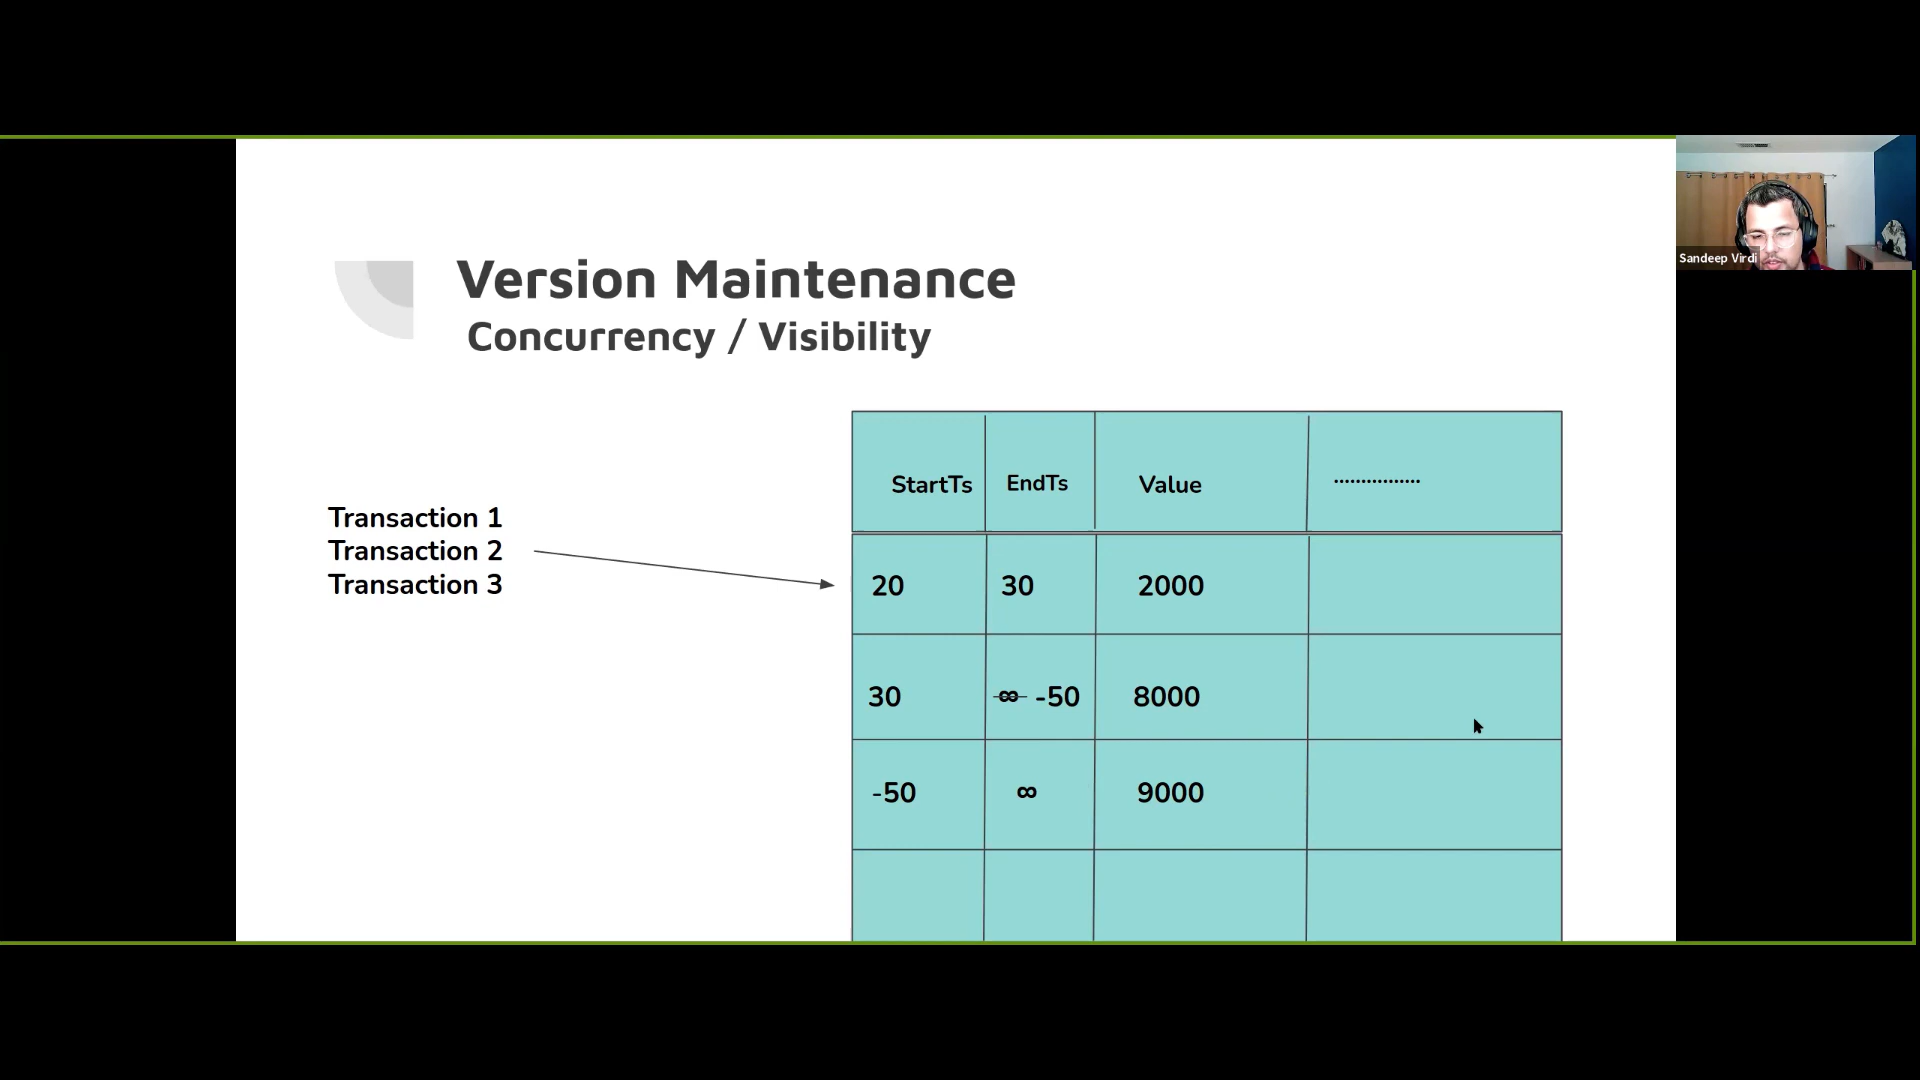 Sandeep Virdi
Version Maintenance
Concurrency / Visibility
Transaction 1
Transaction 2
Transaction 3
StartTs EndTs Value ................
20 30 2000
30 ∞ -50 8000
-50 ∞ 9000